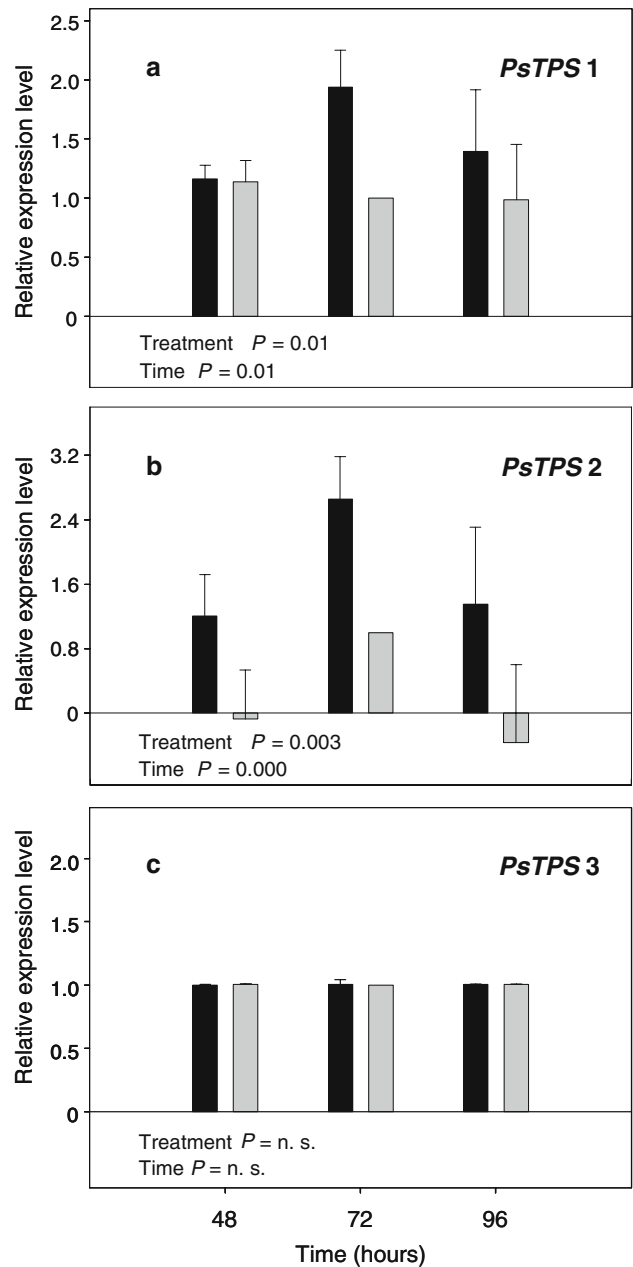 a PsTPS 1
Relative expression level
2.5
2.0
1.5
1.0
0.5
0
Treatment P = 0.01
Time P = 0.01
b PsTPS 2
Relative expression level
3.2
2.4
1.6
0.8
0
Treatment P = 0.003
Time P = 0.000
c PsTPS 3
Relative expression level
2.0
1.5
1.0
0.5
0
Treatment P = n. s.
Time P = n. s.
48 72 96
Time (hours)